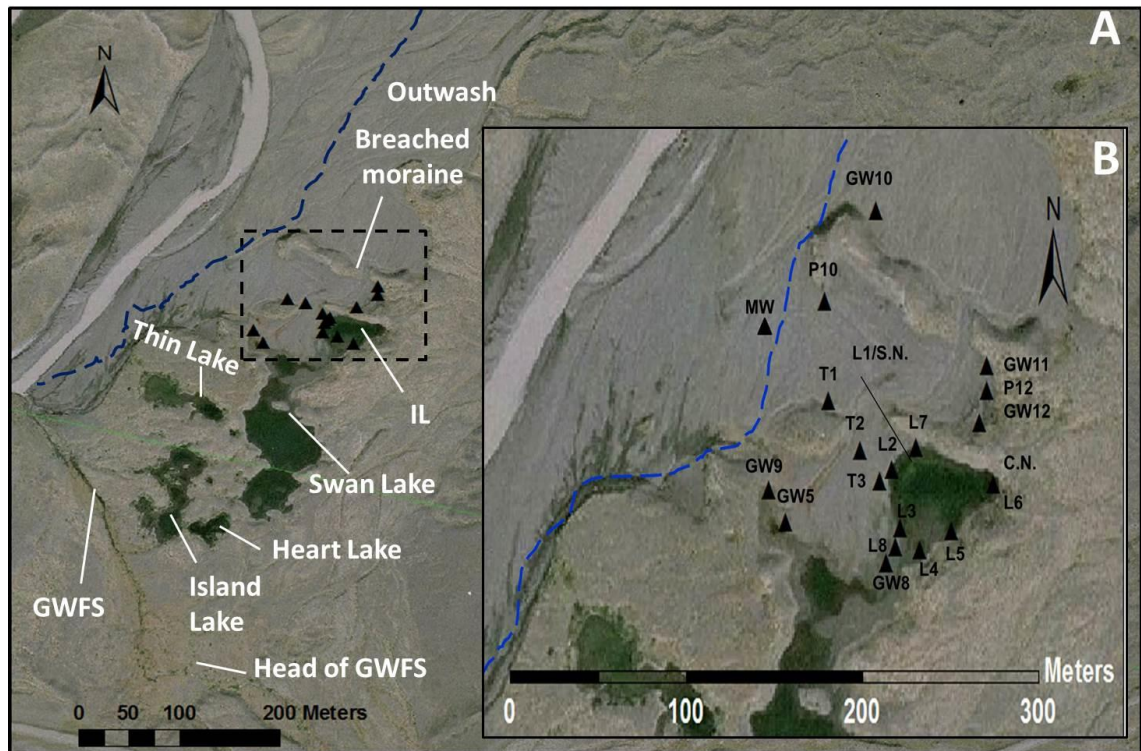 A
N
Outwash
Breached
moraine
Thin Lake
IL
Swan Lake
Heart Lake
Island
Lake
GWFS
Head of GWFS
0 50 100 200 Meters
B
N
GW10
P10
MW
L1/S.N.
GW11
P12
GW12
T1
T2
L2
L7
T3
C.N.
L6
GW9
GW5
L3
L8
L4
L5
GW8
Meters
0 100 200 300